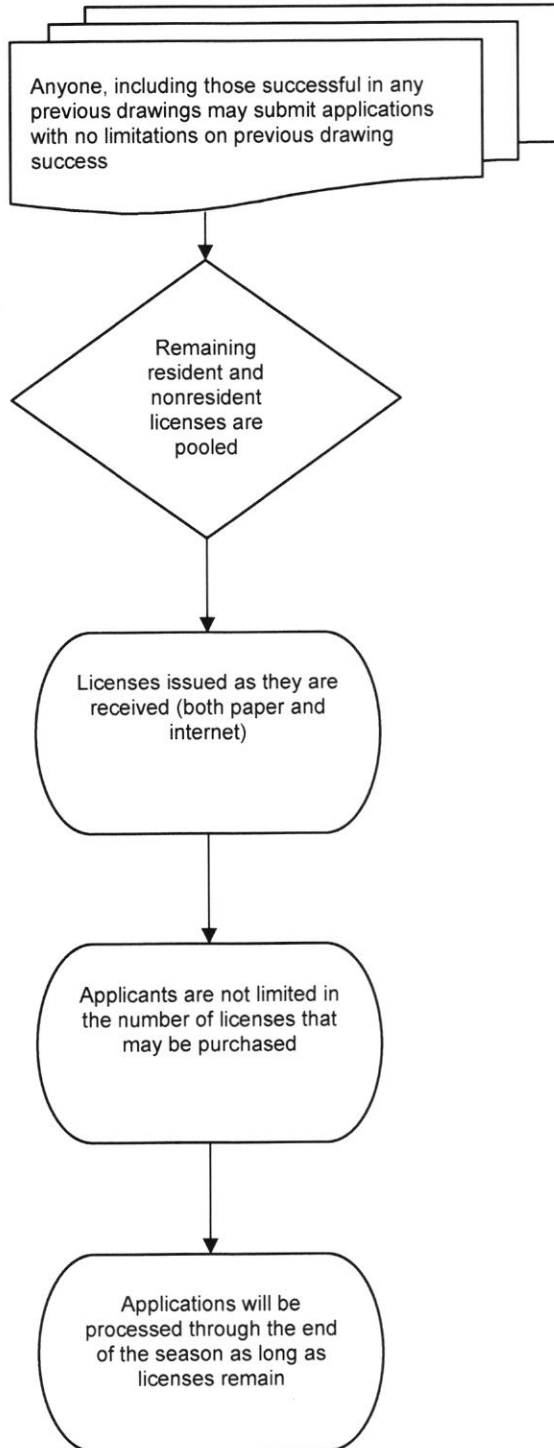 Anyone, including those successful in any
previous drawings may submit applications
with no limitations on previous drawing
success
Remaining
resident and
nonresident
licenses are
pooled
Licenses issued as they are
received (both paper and
internet)
Applicants are not limited in
the number of licenses that
may be purchased
Applications will be
processed through the end
of the season as long as
licenses remain